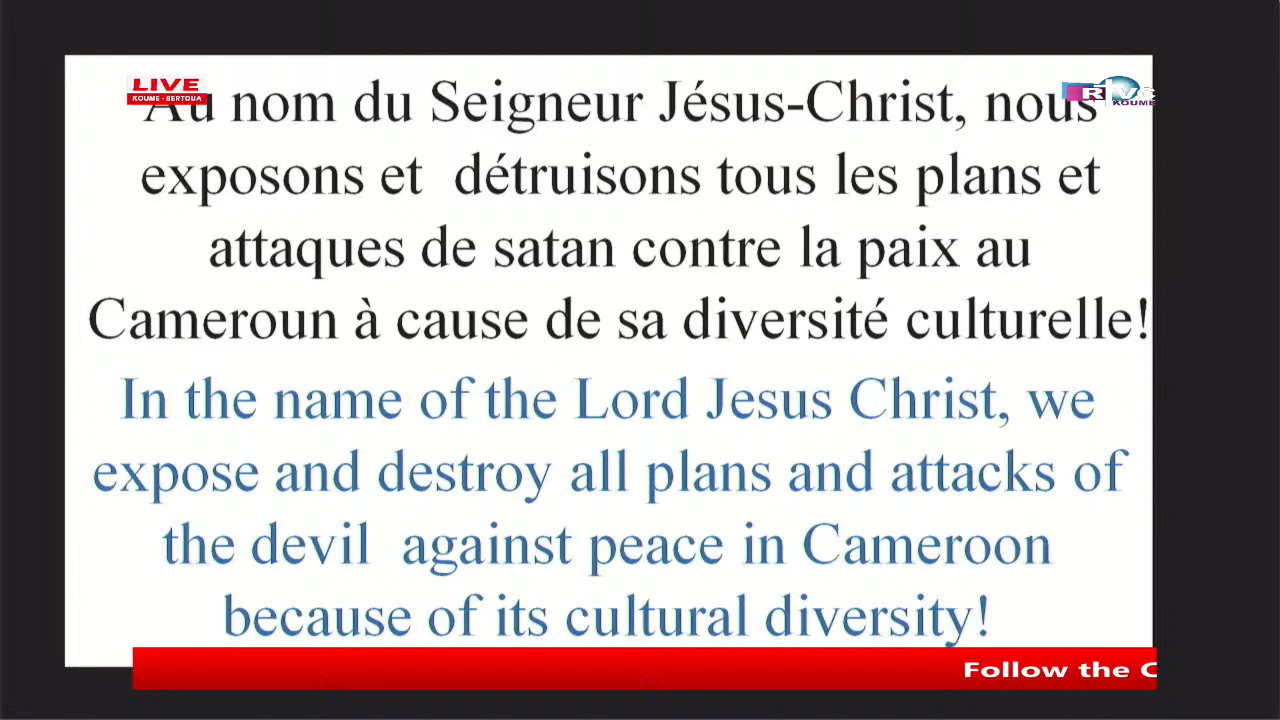 LIVE
KOUME - BERTOUA
Au nom du Seigneur Jésus-Christ, nous
exposons et détruisons tous les plans et
attaques de satan contre la paix au
Cameroun à cause de sa diversité culturelle!
In the name of the Lord Jesus Christ, we
expose and destroy all plans and attacks of
the devil against peace in Cameroon
because of its cultural diversity!
KOUME
Follow the C